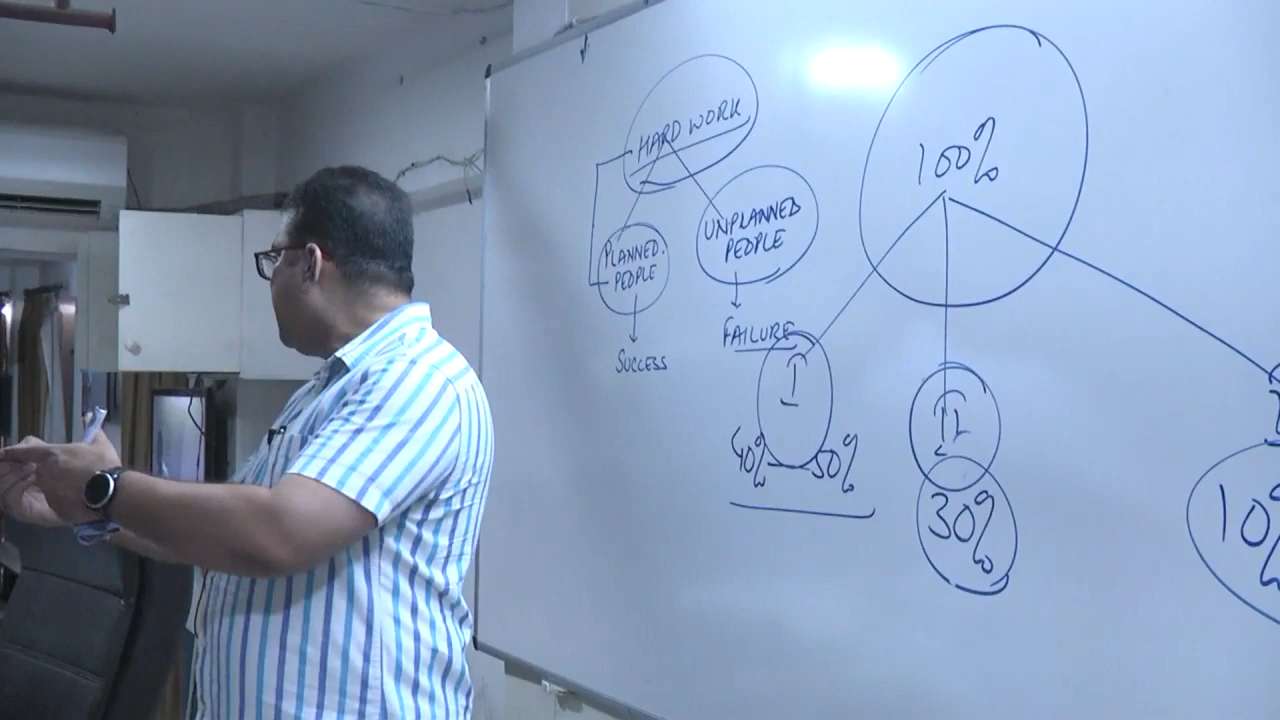 HARD WORK
PLANNED.
PEOPLE
SUCCESS
UNPLANNED
PEOPLE
FAILURE
100%
I
40% - 50%
II
30%
10%